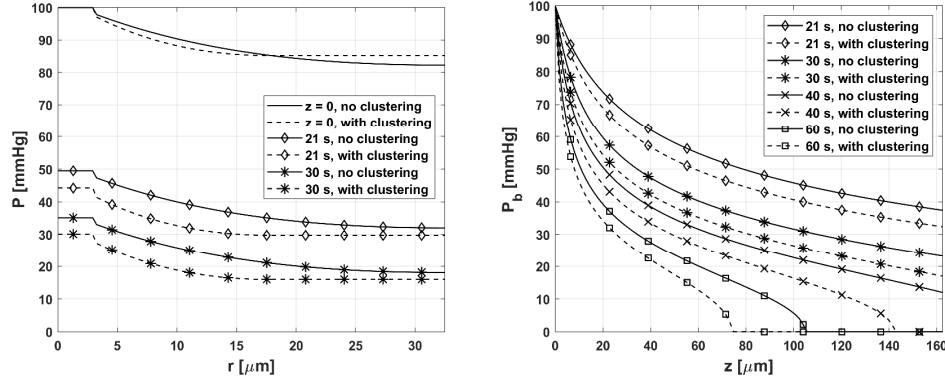 100
90
80
70
60
50
40
30
20
10
0
P [mmHg]
0
5
10
15
20
25
30
r [μm]
z = 0, no clustering
z = 0, with clustering
21 s, no clustering
21 s, with clustering
30 s, no clustering
30 s, with clustering
100
90
80
70
60
50
40
30
20
10
0
Pb [mmHg]
0
20
40
60
80
100
120
140
160
z [μm]
21 s, no clustering
21 s, with clustering
30 s, no clustering
30 s, with clustering
40 s, no clustering
40 s, with clustering
60 s, no clustering
60 s, with clustering